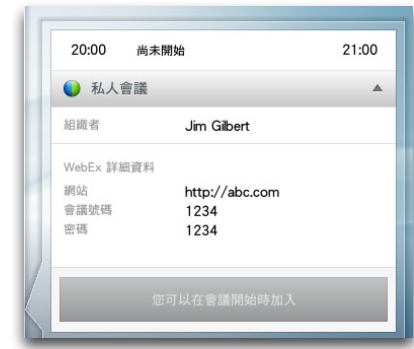 20:00 尚未開始 21:00
私人會議
組織者 Jim Gilbert
WebEx 詳細資料
網站 http://abc.com
會議號碼 1234
密碼 1234
您可以在會議開始時加入